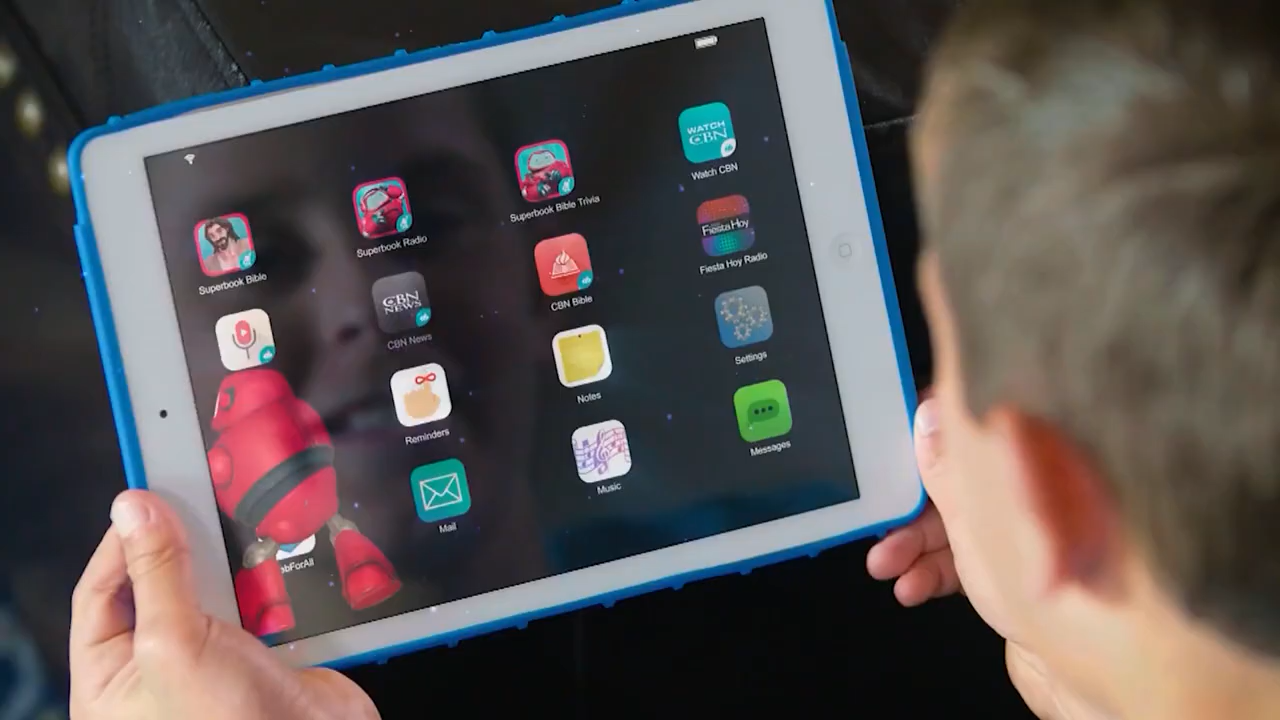 WATCH
CBN
Watch CBN
Superbook Bible Trivia
Superbook Radio
Superbook Bible
Fiesta Hoy
Fiesta Hoy Radio
CBN Bible
CBN
NEWS
CBN News
Settings
Notes
Reminders
Messages
Music
Mail
abForAll